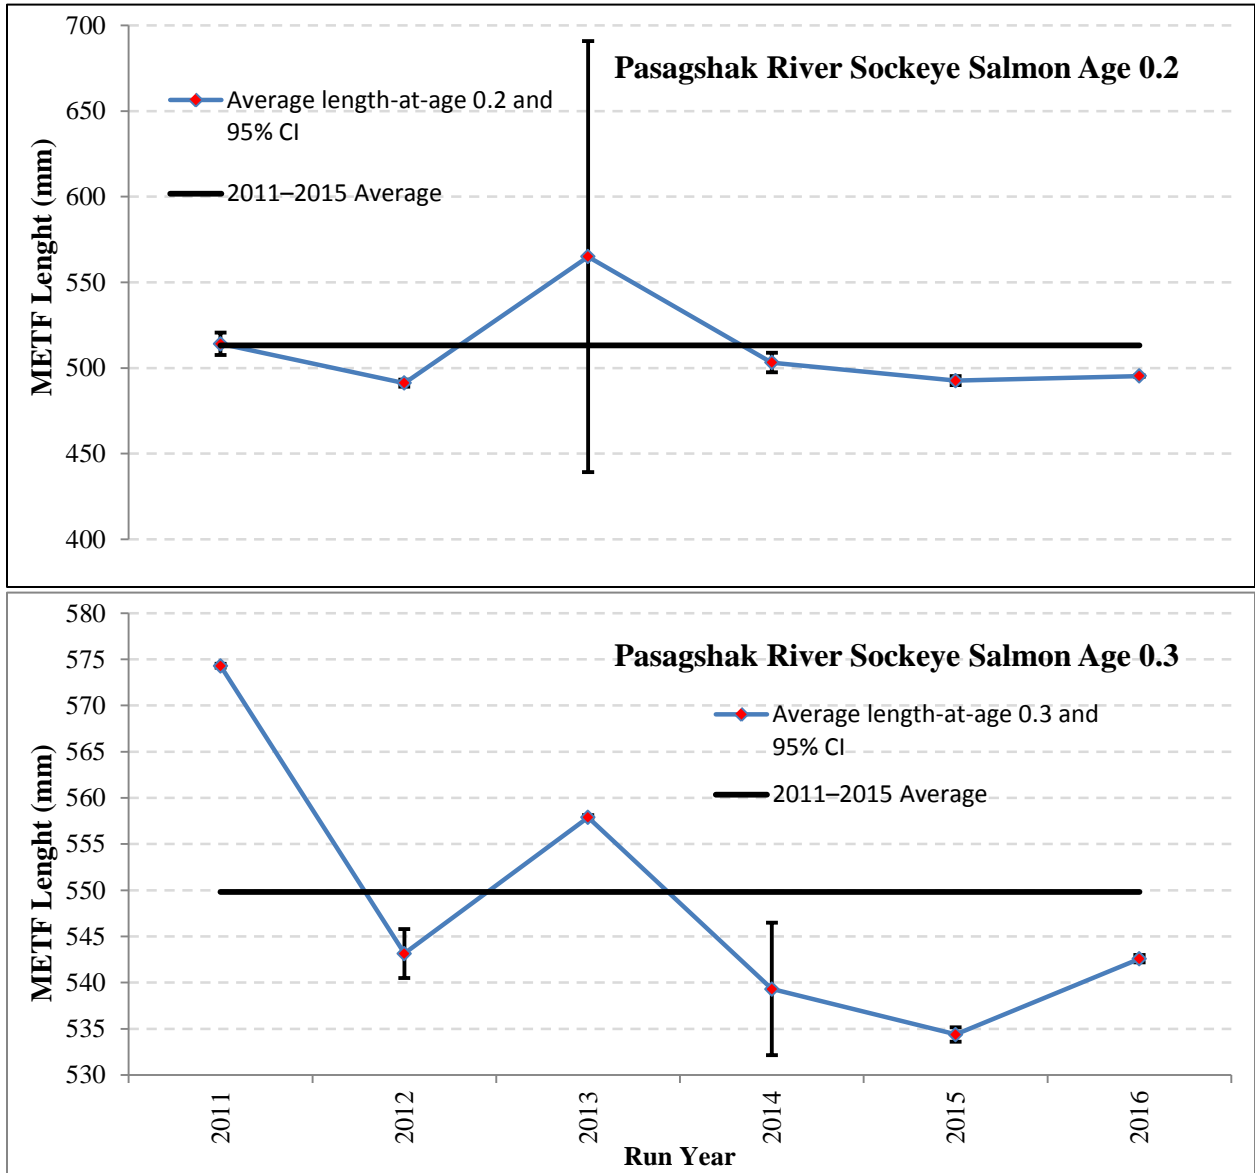 Pasagshak River Sockeye Salmon Age 0.2
Average length-at-age 0.2 and
95% CI
2011–2015 Average
METF Lenght (mm)
700
650
600
550
500
450
400
Pasagshak River Sockeye Salmon Age 0.3
Average length-at-age 0.3 and
95% CI
2011–2015 Average
METF Lenght (mm)
580
575
570
565
560
555
550
545
540
535
530
2011
2012
2013
2014
2015
2016
Run Year